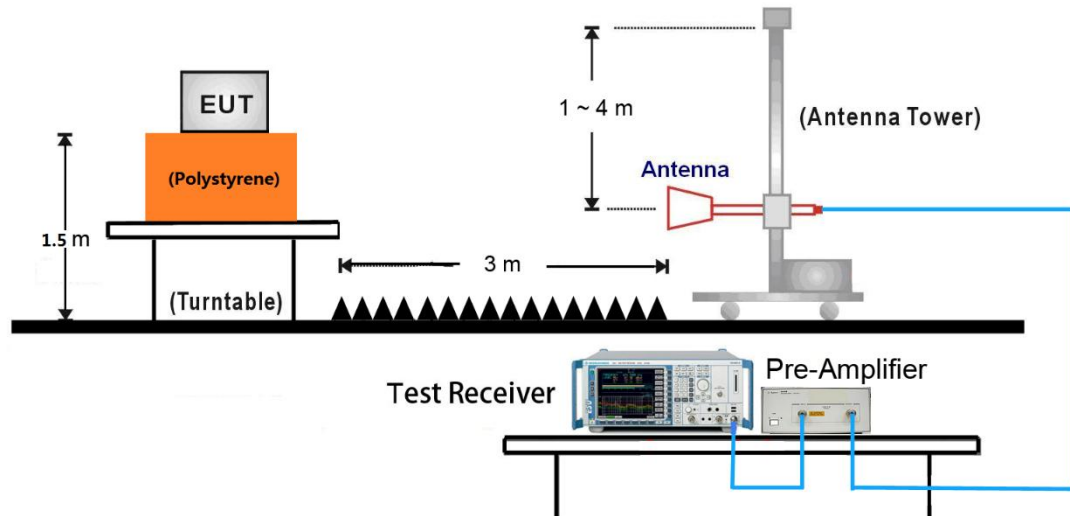 EUT
(Polystyrene)
1.5 m
(Turntable)
3 m
1 ~ 4 m
Antenna
(Antenna Tower)
Test Receiver
Pre-Amplifier